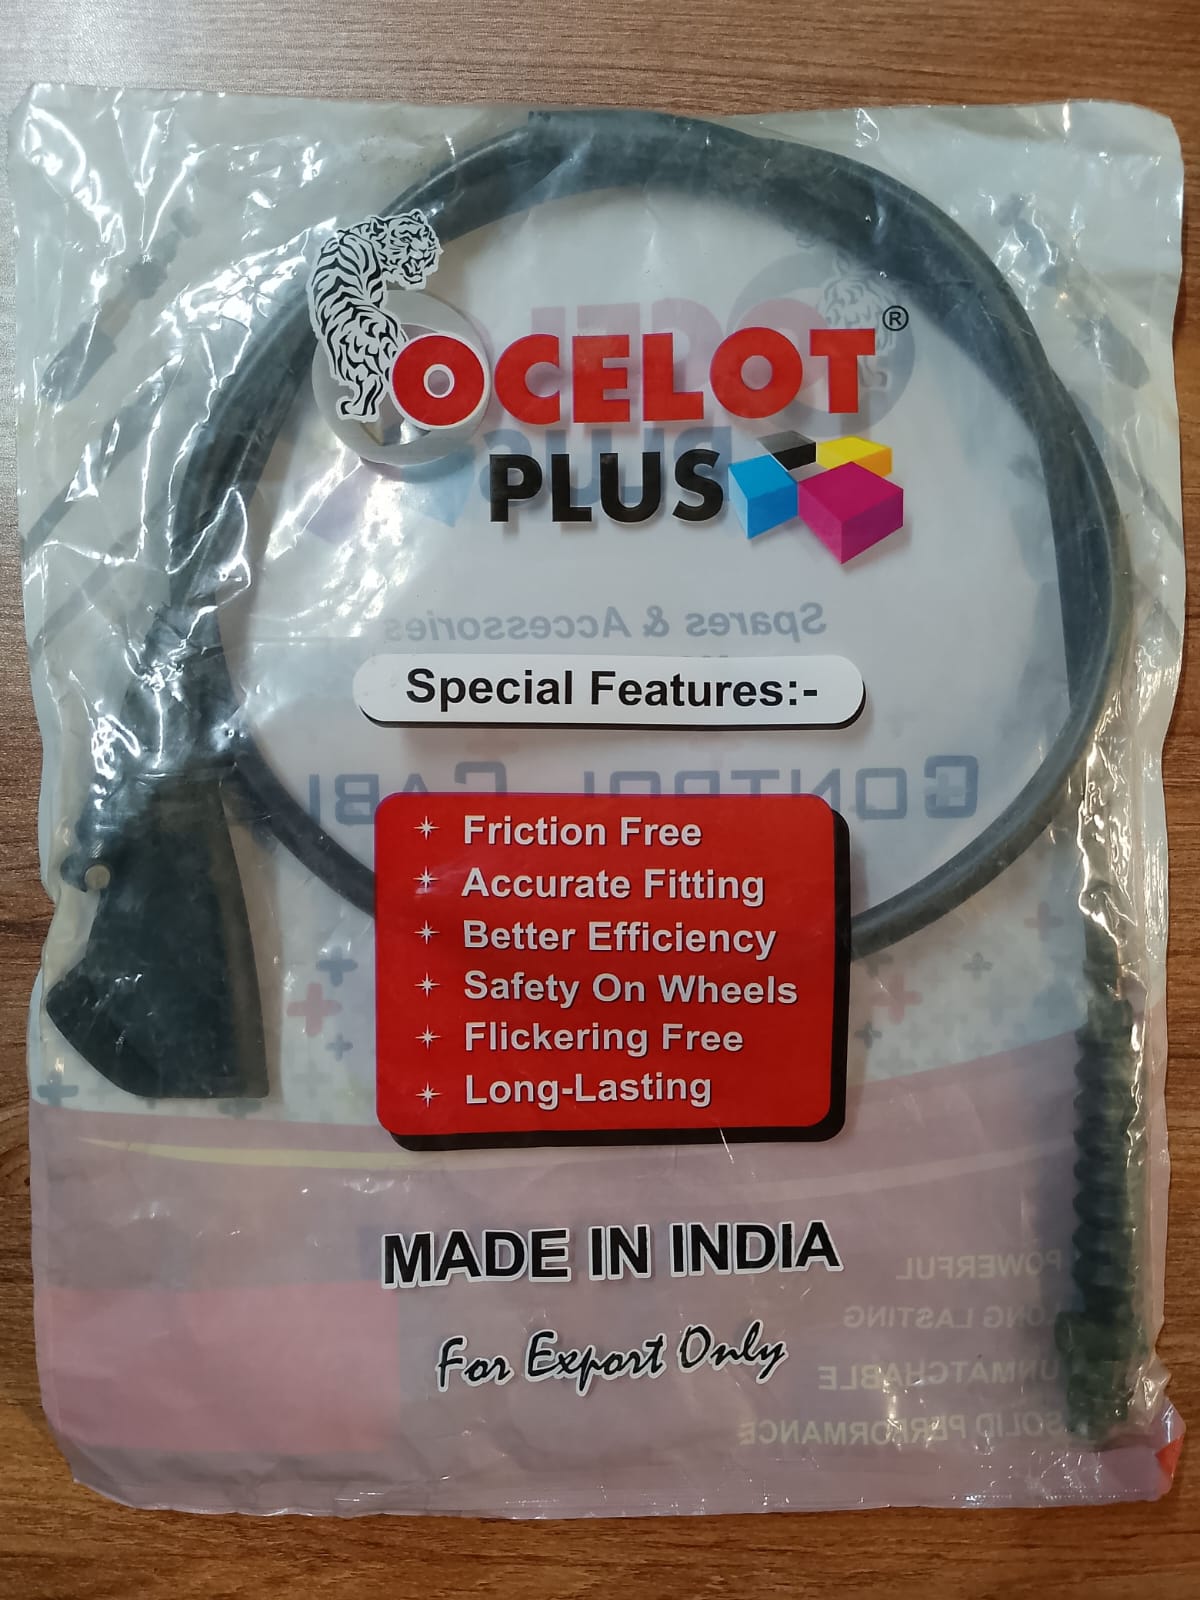 OCELOT ®
PLUS
Spares & Accessories
Special Features:-
CONTROL CABL
Friction Free
Accurate Fitting
Better Efficiency
Safety On Wheels
Flickering Free
Long-Lasting
MADE IN INDIA
For Export Only
POWERFUL
LONG LASTING
UNMATCHABLE
SOLID PERFORMANCE